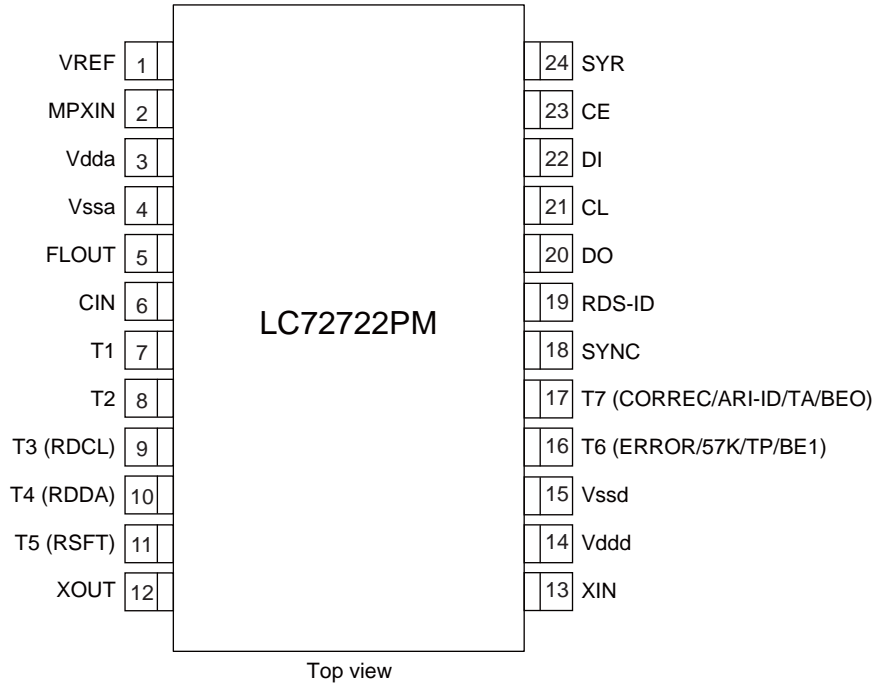 VREF 1
MPXIN 2
Vdda 3
Vssa 4
FLOUT 5
CIN 6
T1 7
T2 8
T3 (RDCL) 9
T4 (RDDA) 10
T5 (RSFT) 11
XOUT 12
LC72722PM
24 SYR
23 CE
22 DI
21 CL
20 DO
19 RDS-ID
18 SYNC
17 T7 (CORREC/ARI-ID/TA/BEO)
16 T6 (ERROR/57K/TP/BE1)
15 Vssd
14 Vddd
13 XIN
Top view